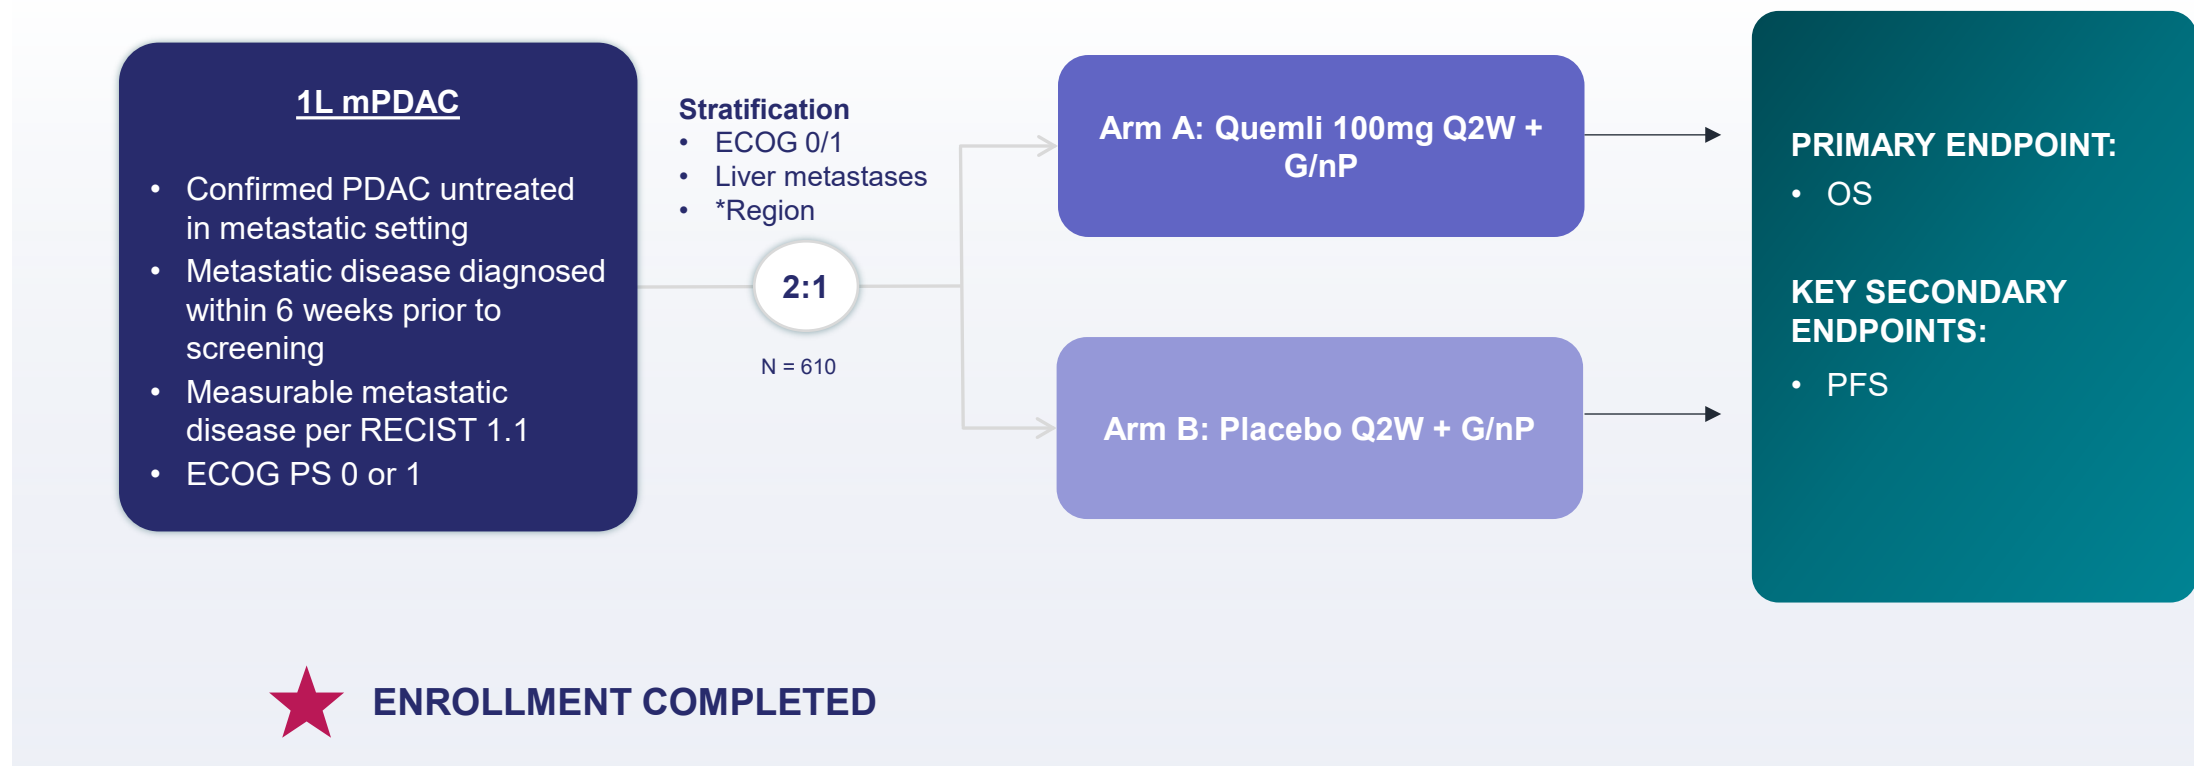 1L mPDAC
• Confirmed PDAC untreated
in metastatic setting
• Metastatic disease diagnosed
within 6 weeks prior to
screening
• Measurable metastatic
disease per RECIST 1.1
• ECOG PS 0 or 1
Stratification
• ECOG 0/1
• Liver metastases
• *Region
2:1
N = 610
Arm A: Quemli 100mg Q2W +
G/nP
Arm B: Placebo Q2W + G/nP
PRIMARY ENDPOINT:
• OS
KEY SECONDARY
ENDPOINTS:
• PFS
ENROLLMENT COMPLETED